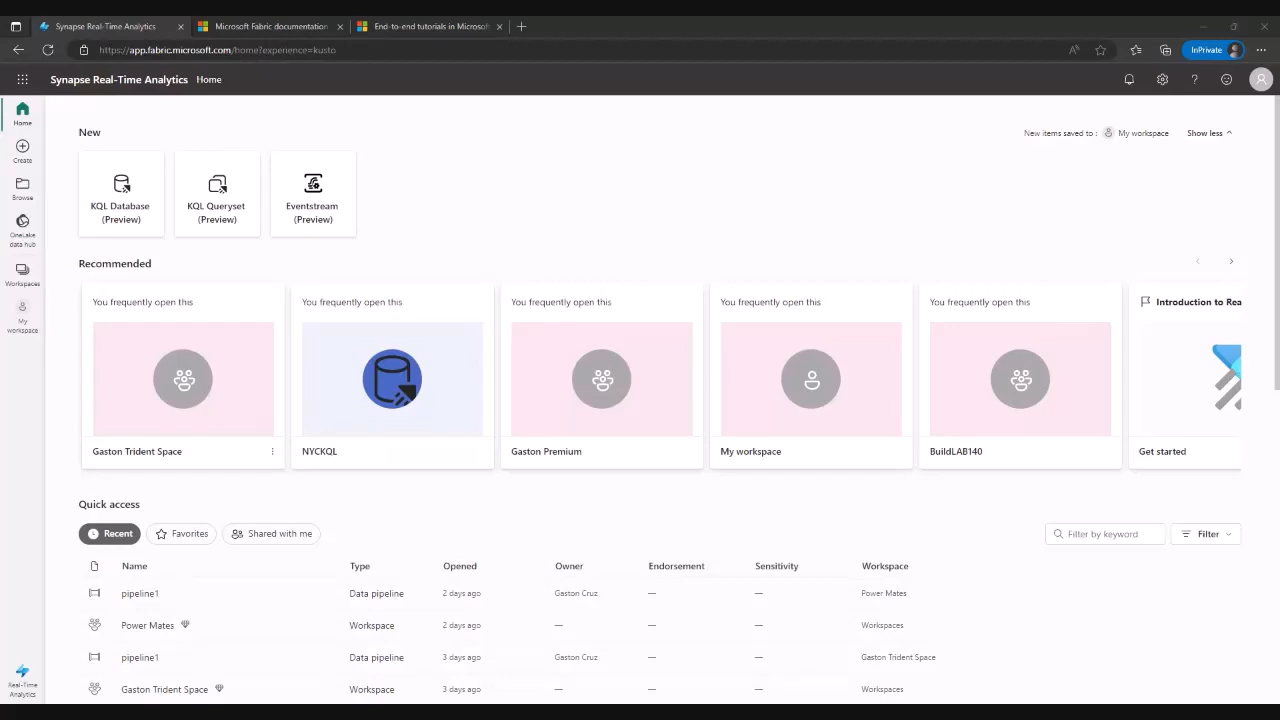 Synapse Real-Time Analytics
Microsoft Fabric documentation
End-to-end tutorials in Microsof
https://app.fabric.microsoft.com/home?experience=kusto
InPrivate
Synapse Real-Time Analytics Home
Home
Create
Browse
OneLake
data hub
Workspaces
My
workspace
Real-Time
Analytics
New
New items saved to : My workspace
Show less
KQL Database
(Preview)
KQL Queryset
(Preview)
Eventstream
(Preview)
Recommended
You frequently open this
Gaston Trident Space
You frequently open this
NYCKQL
You frequently open this
Gaston Premium
You frequently open this
My workspace
You frequently open this
BuildLAB140
Introduction to Rea
Get started
Quick access
Recent Favorites Shared with me
Filter by keyword Filter
Name Type Opened Owner Endorsement Sensitivity Workspace
pipeline1 Data pipeline 2 days ago Gaston Cruz — — Power Mates
Power Mates Workspace 2 days ago — — — Workspaces
pipeline1 Data pipeline 3 days ago Gaston Cruz — — Gaston Trident Space
Gaston Trident Space Workspace 3 days ago — — — Workspaces